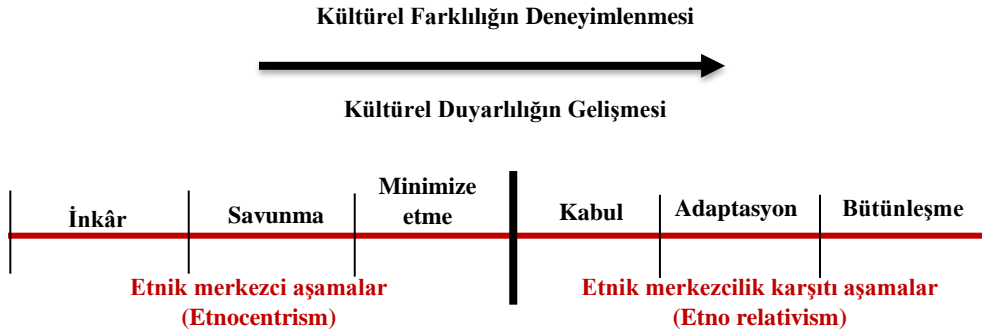 Kültürel Farklılığın Deneyimlenmesi
Kültürel Duyarlılığın Gelişmesi
İnkâr
Savunma
Minimize
etme
Kabul
Adaptasyon
Bütünleşme
Etnik merkezci aşamalar
(Etnocentrism)
Etnik merkezcilik karşıtı aşamalar
(Etno relativism)